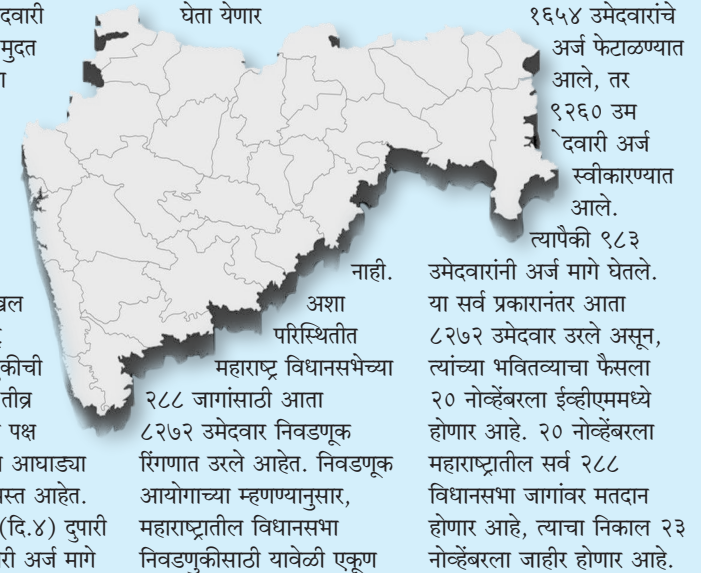 दवारी
मुदत
कीची
तीव्र
पक्ष
आघाड्या
स्त आहेत.
(दि.४) दुपारी
री अर्ज मागे
घेता येणार
नाही.
अशा
परिस्थितीत
महाराष्ट्र विधानसभेच्या
२८८ जागांसाठी आता
८२७२ उमेदवार निवडणूक
रिंगणात उरले आहेत. निवडणूक
आयोगाच्या म्हणण्यानुसार,
महाराष्ट्रातील विधानसभा
निवडणुकीसाठी यावेळी एकूण
१६५४ उमेदवारांचे
अर्ज फेटाळण्यात
आले, तर
९२६० उम
ेदवारी अर्ज
स्वीकारण्यात
आले.
त्यापैकी ९८३
उमेदवारांनी अर्ज मागे घेतले.
या सर्व प्रकारानंतर आता
८२७२ उमेदवार उरले असून,
त्यांच्या भवितव्याचा फैसला
२० नोव्हेंबरला ईव्हीएममध्ये
होणार आहे. २० नोव्हेंबरला
महाराष्ट्रातील सर्व २८८
विधानसभा जागांवर मतदान
होणार आहे, त्याचा निकाल २३
नोव्हेंबरला जाहीर होणार आहे.